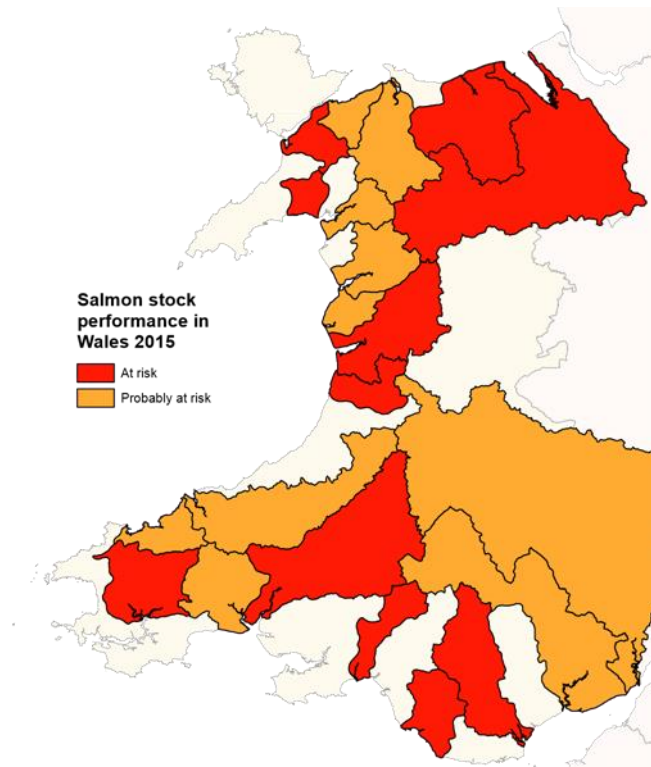 Salmon stock
performance in
Wales 2015
At risk
Probably at risk